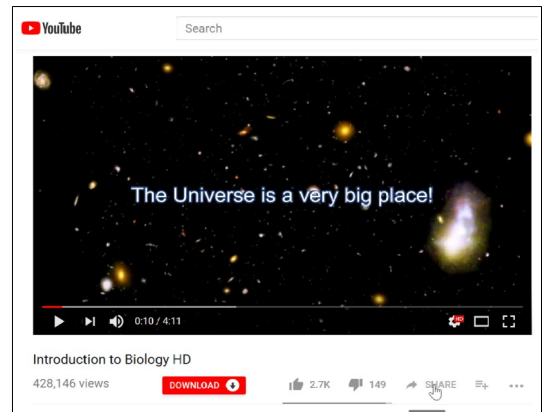 YouTube
Search
The Universe is a very big place!
0:10 / 4:11
HD
Introduction to Biology HD
428,146 views
DOWNLOAD
2.7K
149
SHARE